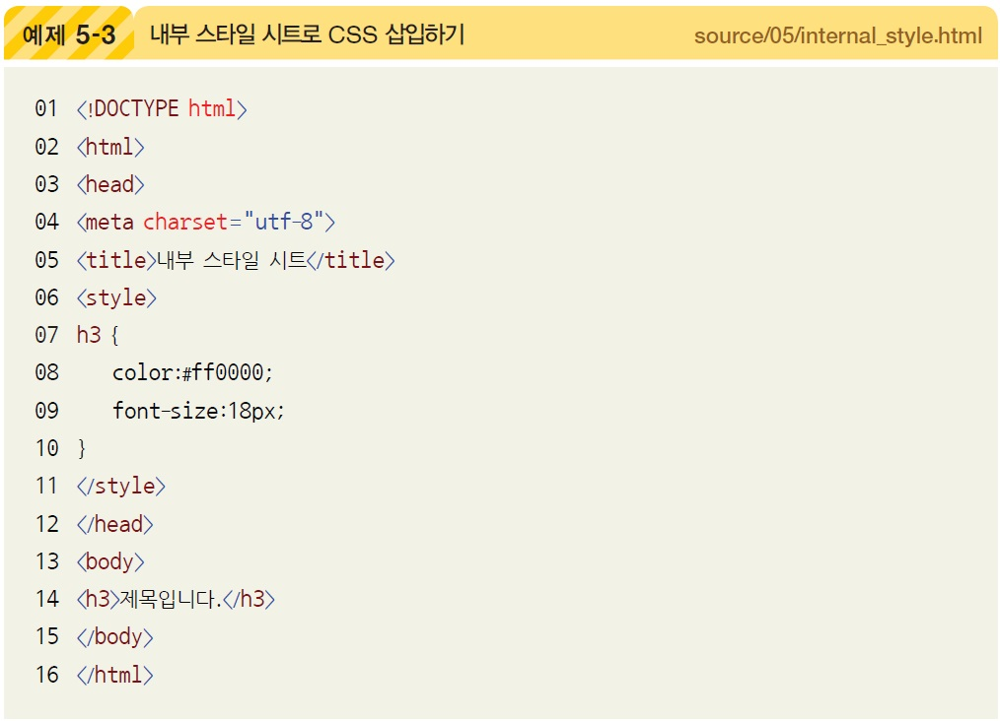 예제 5-3 내부 스타일 시트로 CSS 삽입하기 source/05/internal_style.html
01 <!DOCTYPE html>
02 <html>
03 <head>
04 <meta charset="utf-8">
05 <title>내부 스타일 시트</title>
06 <style>
07 h3 {
08 color:#ff0000;
09 font-size:18px;
10 }
11 </style>
12 </head>
13 <body>
14 <h3>제목입니다.</h3>
15 </body>
16 </html>